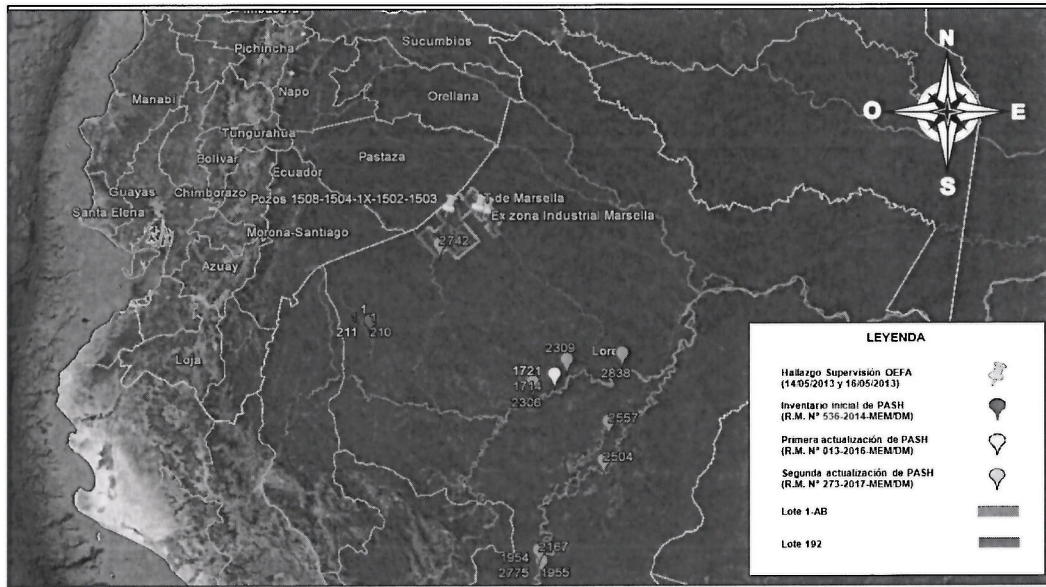 Sucumbios
Pichincha
Napo
Orellana
Manabi
Tungurahua
Bolivar
Pastaza
Ecuador
Guayas
Chimborazo
Pozos 1508-1504-1X-1502-1503
T de Marsella
Santa Elena
Ex zona Industrial Marsella
Morona-Santiago
2742
Azuay
1
211
210
Loja
2309
Lore
1721
2838
1714
2306
2557
2504
2167
1954
2775
1955
N
O
E
S
LEYENDA
Hallazgo Supervisión OEFA
(14/05/2013 y 16/05/2013)
Inventario inicial de PASH
(R.M. N° 536-2014-MEM/DM)
Primera actualización de PASH
(R.M. N° 013-2016-MEM/DM)
Segunda actualización de PASH
(R.M. N° 273-2017-MEM/DM)
Lote 1-AB
Lote 192